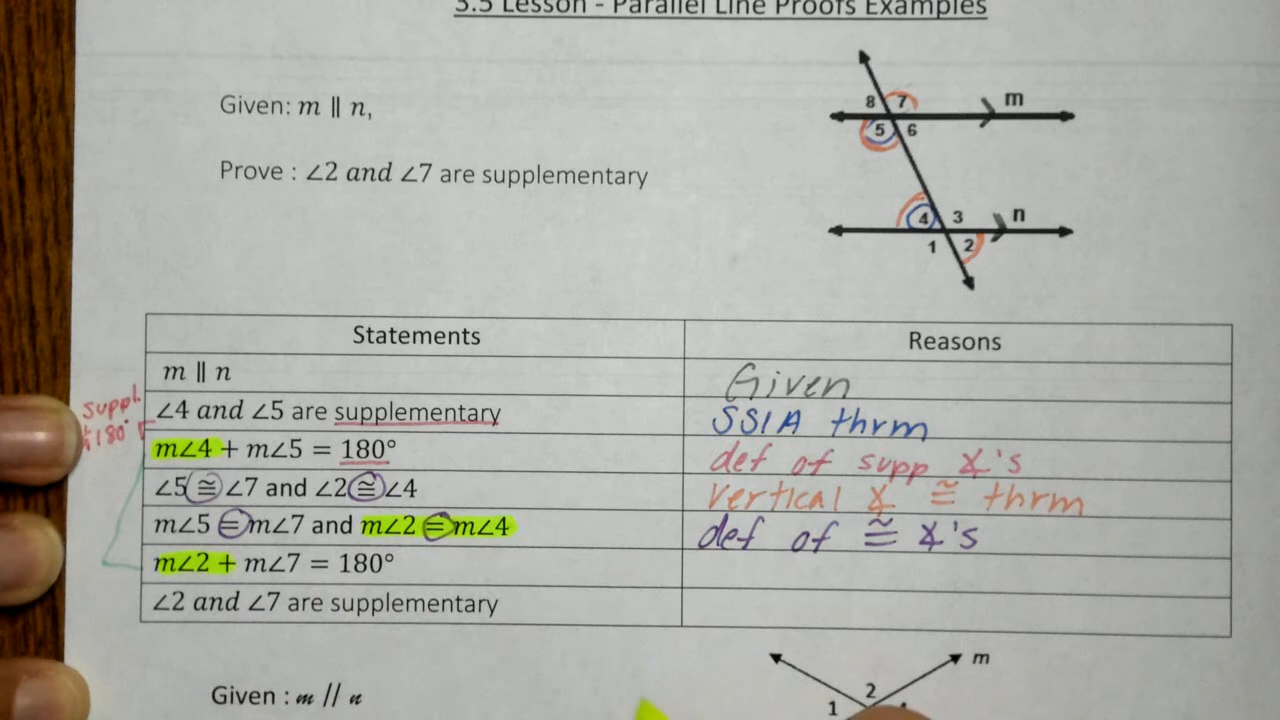 3.5 Lesson - Parallel Line Proofs Examples
Given: m ∥ n,
Prove : ∠2 and ∠7 are supplementary
8 7 m
5 6
4 3 n
1 2
Statements Reasons
m ∥ n Given
∠4 and ∠5 are supplementary SSIA thrm
suppl
180°
m∠4 + m∠5 = 180° def of supp ∡'s
∠5 ≅ ∠7 and ∠2 ≅ ∠4 vertical ∡ ≅ thrm
m∠5 = m∠7 and m∠2 = m∠4 def of ≅ ∡'s
m∠2 + m∠7 = 180°
∠2 and ∠7 are supplementary
Given : m // n
m
2
1